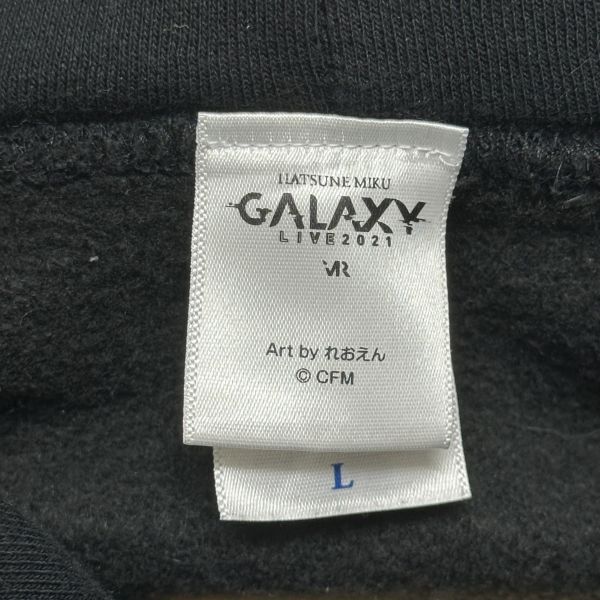 HATSUNE MIKU
GALAXY
LIVE2021
VR
Art by れおえん
© CFM
L